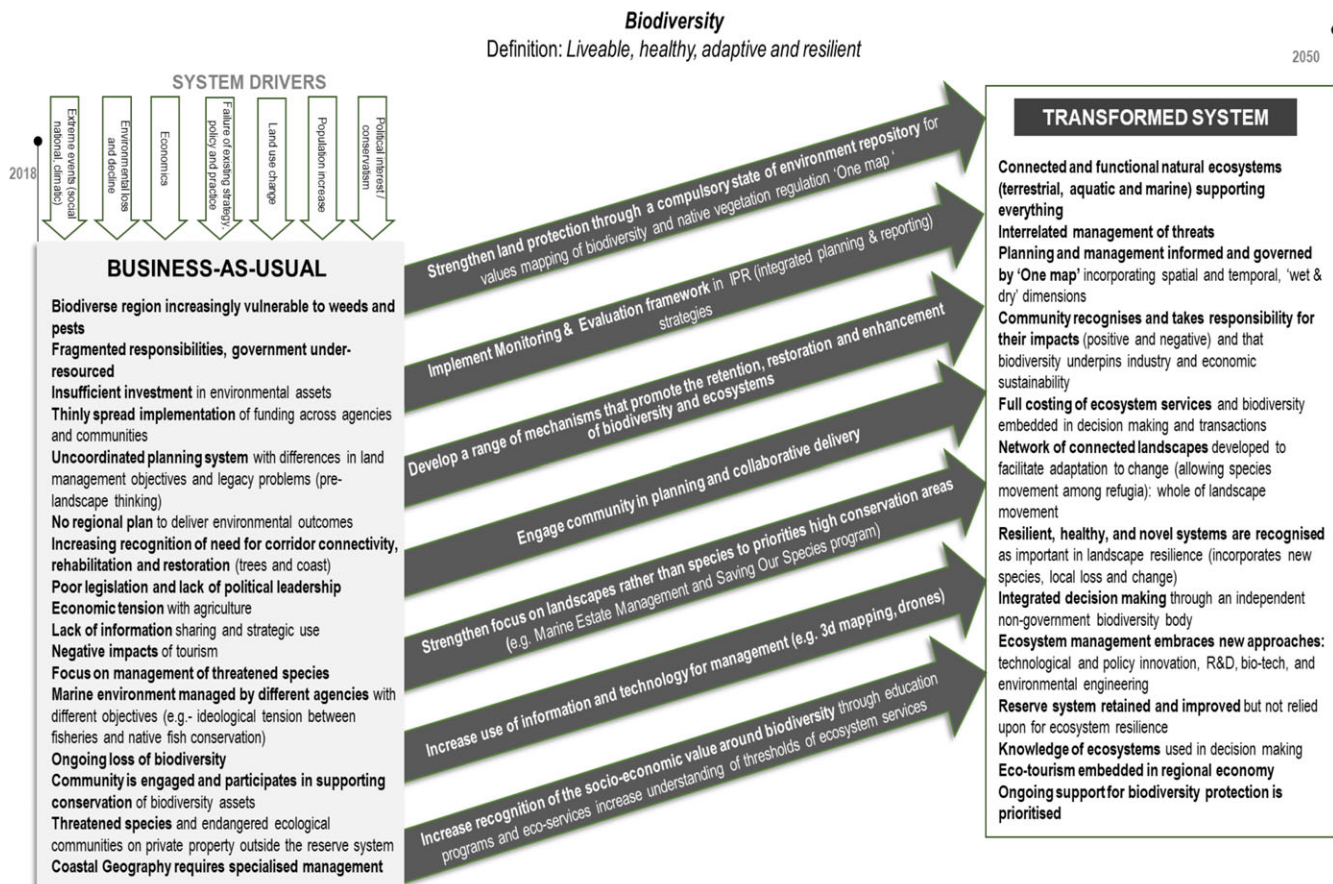 Biodiversity
Definition: Liveable, healthy, adaptive and resilient
2050
SYSTEM DRIVERS
2018
Extreme events (social
national, climatic)
Environmental loss
and decline
Economics
Failure of existing strategy,
policy and practice
Land use change
Population increase
Political interest /
conservatism
BUSINESS-AS-USUAL
Biodiverse region increasingly vulnerable to weeds and
pests
Fragmented responsibilities, government under-
resourced
Insufficient investment in environmental assets
Thinly spread implementation of funding across agencies
and communities
Uncoordinated planning system with differences in land
management objectives and legacy problems (pre-
landscape thinking)
No regional plan to deliver environmental outcomes
Increasing recognition of need for corridor connectivity,
rehabilitation and restoration (trees and coast)
Poor legislation and lack of political leadership
Economic tension with agriculture
Lack of information sharing and strategic use
Negative impacts of tourism
Focus on management of threatened species
Marine environment managed by different agencies with
different objectives (e.g.- ideological tension between
fisheries and native fish conservation)
Ongoing loss of biodiversity
Community is engaged and participates in supporting
conservation of biodiversity assets
Threatened species and endangered ecological
communities on private property outside the reserve system
Coastal Geography requires specialised management
Strengthen land protection through a compulsory state of environment repository for
values mapping of biodiversity and native vegetation regulation 'One map '
Implement Monitoring & Evaluation framework in IPR (integrated planning & reporting)
strategies
Develop a range of mechanisms that promote the retention, restoration and enhancement
of biodiversity and ecosystems
Engage community in planning and collaborative delivery
Strengthen focus on landscapes rather than species to priorities high conservation areas
(e.g. Marine Estate Management and Saving Our Species program)
Increase use of information and technology for management (e.g. 3d mapping, drones)
Increase recognition of the socio-economic value around biodiversity through education
programs and eco-services increase understanding of thresholds of ecosystem services
TRANSFORMED SYSTEM
Connected and functional natural ecosystems
(terrestrial, aquatic and marine) supporting
everything
Interrelated management of threats
Planning and management informed and governed
by 'One map' incorporating spatial and temporal, 'wet &
dry' dimensions
Community recognises and takes responsibility for
their impacts (positive and negative) and that
biodiversity underpins industry and economic
sustainability
Full costing of ecosystem services and biodiversity
embedded in decision making and transactions
Network of connected landscapes developed to
facilitate adaptation to change (allowing species
movement among refugia): whole of landscape
movement
Resilient, healthy, and novel systems are recognised
as important in landscape resilience (incorporates new
species, local loss and change)
Integrated decision making through an independent
non-government biodiversity body
Ecosystem management embraces new approaches:
technological and policy innovation, R&D, bio-tech, and
environmental engineering
Reserve system retained and improved but not relied
upon for ecosystem resilience
Knowledge of ecosystems used in decision making
Eco-tourism embedded in regional economy
Ongoing support for biodiversity protection is
prioritised